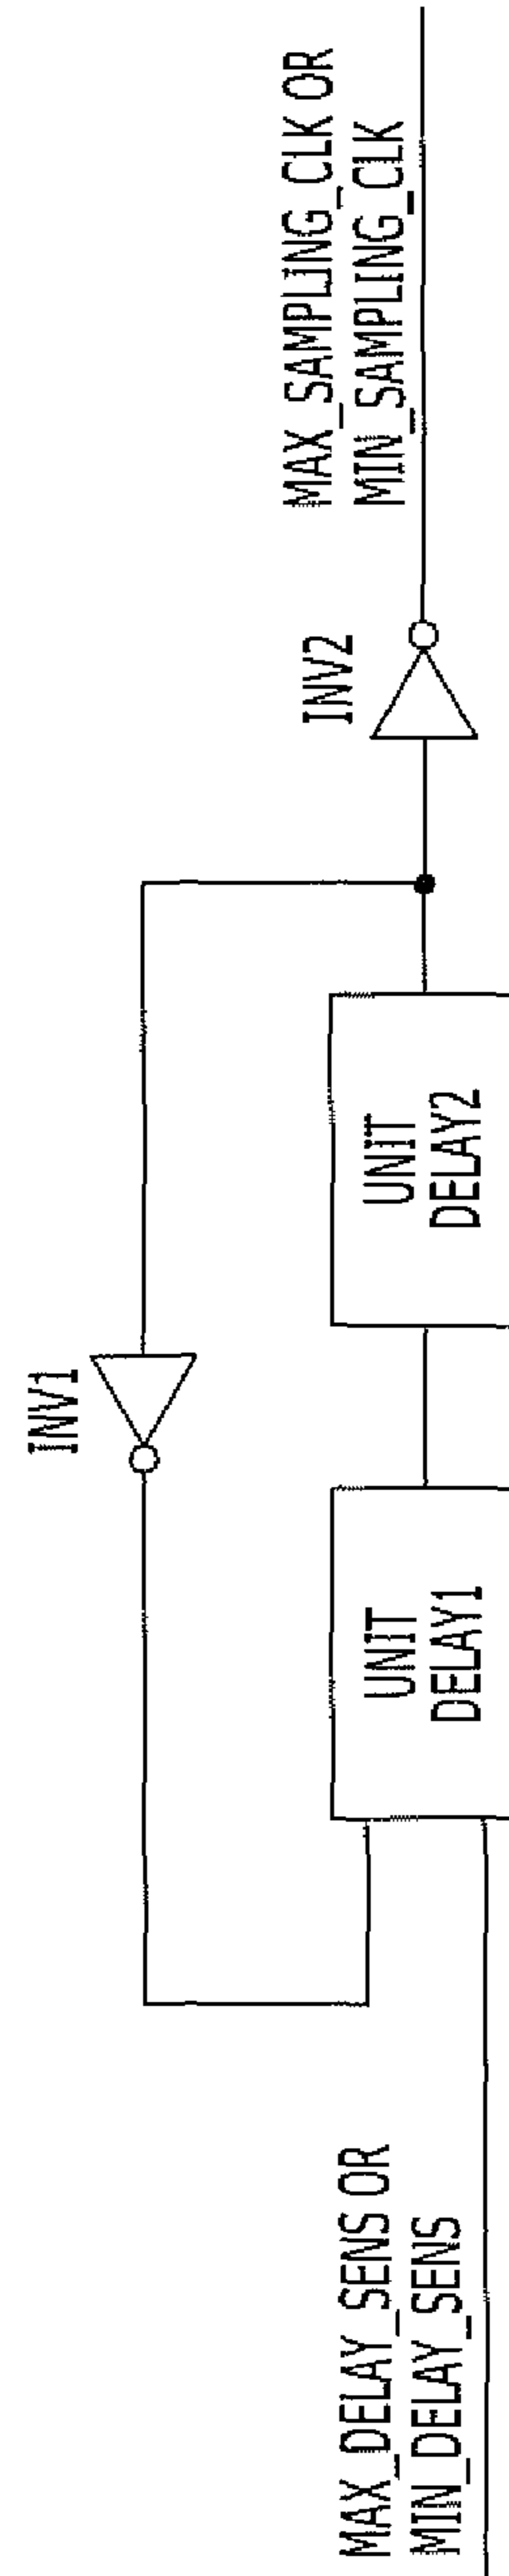 MAX_DELAY_SENS OR
MIN_DELAY_SENS
INV1
UNIT
DELAY1
UNIT
DELAY2
INV2
MAX_SAMPLING_CLK OR
MIN_SAMPLING_CLK